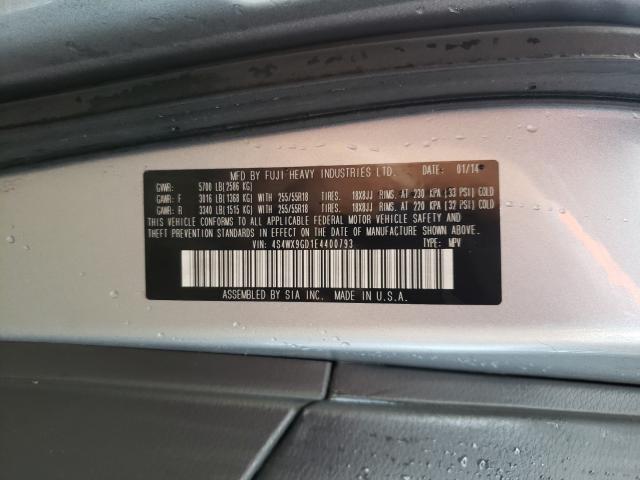 MFD BY FUJI HEAVY INDUSTRIES LTD. DATE: 01/14
GVWR: 5700 LB(2586 KG)
GAWR: F 3016 LB(1368 KG) WITH 255/55R18 TIRES. 18X8JJ RIMS. AT 230 KPA (33 PSI) COLD
GAWR: R 3340 LB(1515 KG) WITH 255/55R18 TIRES. 18X8JJ RIMS. AT 220 KPA (32 PSI) COLD
THIS VEHICLE CONFORMS TO ALL APPLICABLE FEDERAL MOTOR VEHICLE SAFETY AND
THEFT PREVENTION STANDARDS IN EFFECT ON THE DATE OF MANUFACTURE SHOWN ABOVE.
VIN: 4S4WX9GD1E4400793 TYPE: MPV
ASSEMBLED BY SIA INC. MADE IN U.S.A.